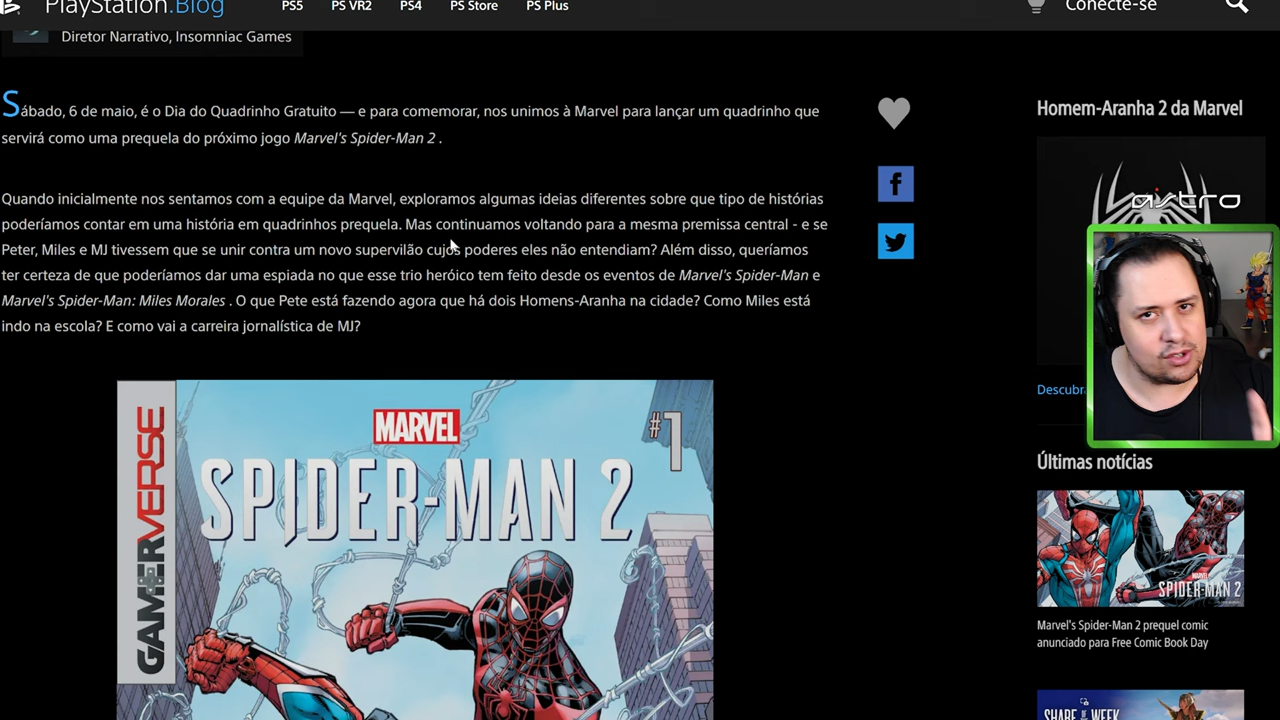 PlayStation.Blog
PS5
PS VR2
PS4
PS Store
PS Plus
Conecte-se
Diretor Narrativo, Insomniac Games
Sábado, 6 de maio, é o Dia do Quadrinho Gratuito — e para comemorar, nos unimos à Marvel para lançar um quadrinho que
servirá como uma prequela do próximo jogo Marvel's Spider-Man 2 .
Quando inicialmente nos sentamos com a equipe da Marvel, exploramos algumas ideias diferentes sobre que tipo de histórias
poderíamos contar em uma história em quadrinhos prequela. Mas continuamos voltando para a mesma premissa central - e se
Peter, Miles e MJ tivessem que se unir contra um novo supervilão cujos poderes eles não entendiam? Além disso, queríamos
ter certeza de que poderíamos dar uma espiada no que esse trio heróico tem feito desde os eventos de Marvel's Spider-Man e
Marvel's Spider-Man: Miles Morales . O que Pete está fazendo agora que há dois Homens-Aranha na cidade? Como Miles está
indo na escola? E como vai a carreira jornalística de MJ?
GAMERVERSE
MARVEL
#1
SPIDER-MAN 2
f
Homem-Aranha 2 da Marvel
astro
Descubr
Últimas notícias
MARVEL
SPIDER-MAN 2
Marvel's Spider-Man 2 prequel comic
anunciado para Free Comic Book Day
SHARE OF WEEK